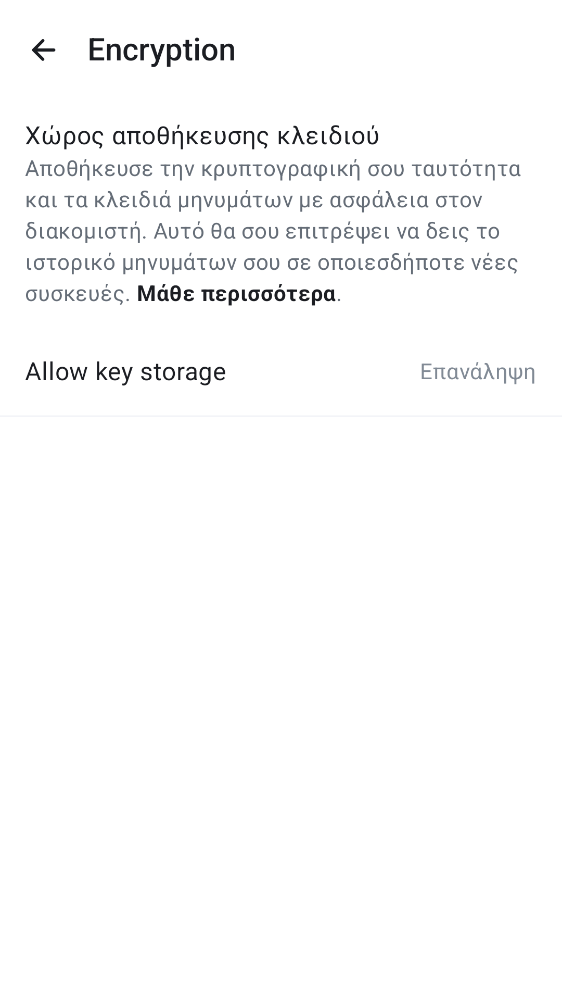 Encryption
Χώρος αποθήκευσης κλειδιού
Αποθήκευσε την κρυπτογραφική σου ταυτότητα
και τα κλειδιά μηνυμάτων με ασφάλεια στον
διακομιστή. Αυτό θα σου επιτρέψει να δεις το
ιστορικό μηνυμάτων σου σε οποιεσδήποτε νέες
συσκευές. Μάθε περισσότερα.
Allow key storage Επανάληψη